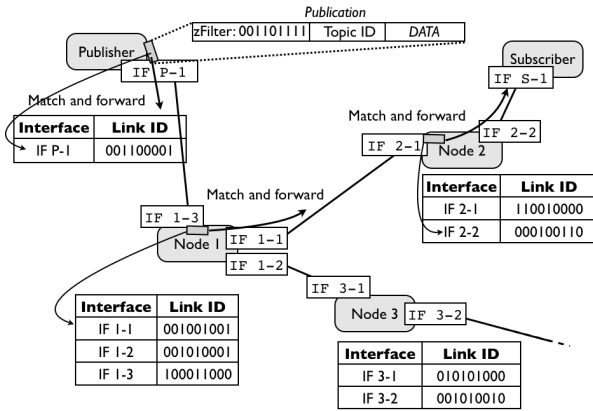 Publication
zFilter: 001101111 Topic ID DATA
Publisher
IF P-1
Subscriber
IF S-1
Match and forward
Interface Link ID
IF P-1 001100001
Match and forward
IF 2-1
IF 2-2
Node 2
Interface Link ID
IF 2-1 110010000
IF 2-2 000100110
Match and forward
IF 1-3
Node 1
IF 1-1
IF 1-2
Interface Link ID
IF 1-1 001001001
IF 1-2 001010001
IF 1-3 100011000
IF 3-1
Node 3
IF 3-2
Interface Link ID
IF 3-1 010101000
IF 3-2 001010010